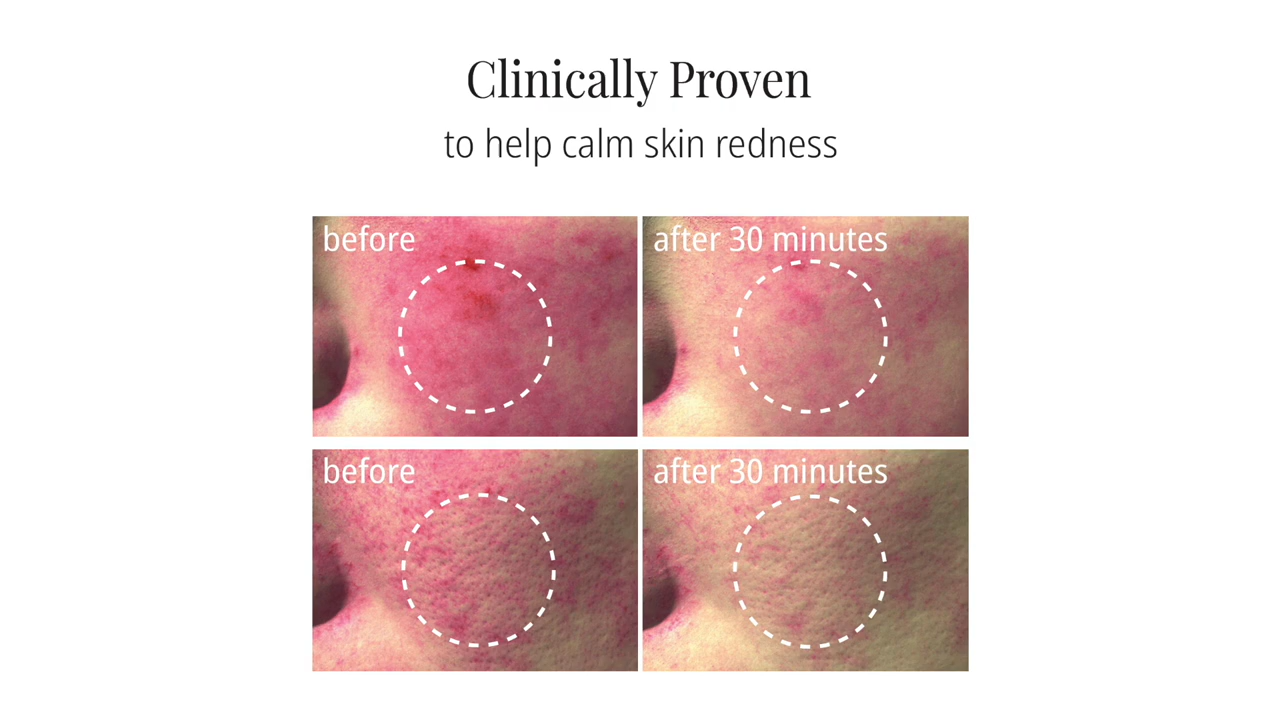 Clinically Proven
to help calm skin redness
before
after 30 minutes
before
after 30 minutes